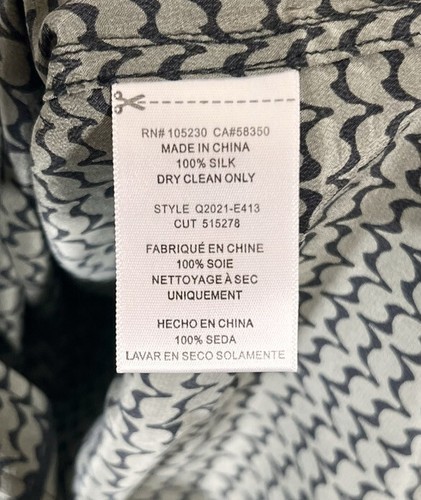 RN# 105230 CA#58350
MADE IN CHINA
100% SILK
DRY CLEAN ONLY
STYLE Q2021-E413
CUT 515278
FABRIQUÉ EN CHINE
100% SOIE
NETTOYAGE À SEC
UNIQUEMENT
HECHO EN CHINA
100% SEDA
LAVAR EN SECO SOLAMENTE